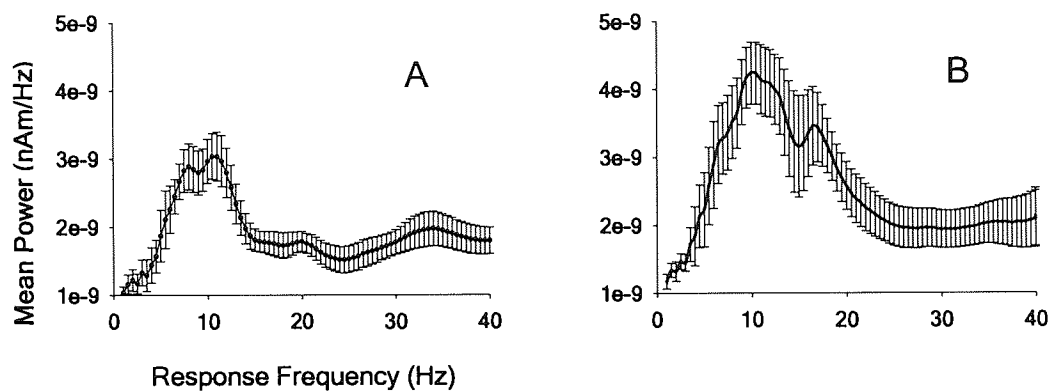 5e-9
4e-9
3e-9
2e-9
1e-9
Mean Power (nAm/Hz)
A
0
10
20
30
40
Response Frequency (Hz)
5e-9
4e-9
3e-9
2e-9
1e-9
B
0
10
20
30
40